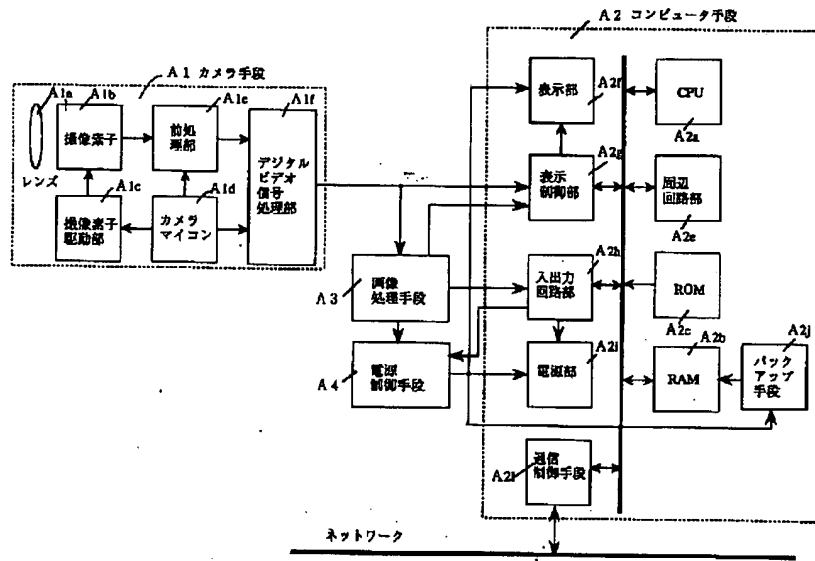 A2 コンピュータ手段
A1 カメラ手段
A1a
A1b
A1e
A1f
撮像素子
前処
理部
デジタル
ビデオ
信号
処理部
レンズ
A1c
A1d
撮像素子
駆動部
カメラ
マイコン
表示部
A2f
CPU
A2a
表示
制御部
A2g
周辺
回路部
A2e
A3
画像
処理手段
入出力
回路部
A2h
ROM
A2c
A4
電源
制御手段
電源部
A2i
A2b
RAM
A2j
バック
アップ
手段
通信
制御手段
ネットワーク